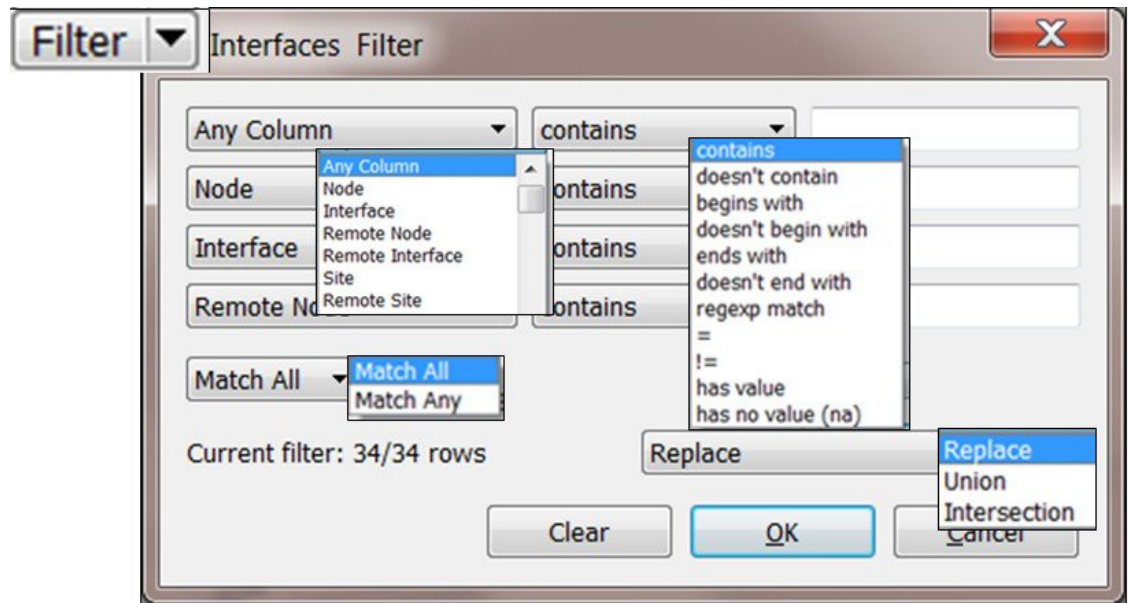 Filter
Interfaces Filter
Any Column
contains
Any Column
Node
Interface
Remote Node
Remote Interface
Site
Remote Site
contains
doesn't contain
begins with
doesn't begin with
ends with
doesn't end with
regexp match
=
!=
has value
has no value (na)
Node
ontains
Interface
ontains
Remote No
contains
Match All
Match All
Match Any
Current filter: 34/34 rows
Replace
Replace
Union
Intersection
Clear
OK
Cancel